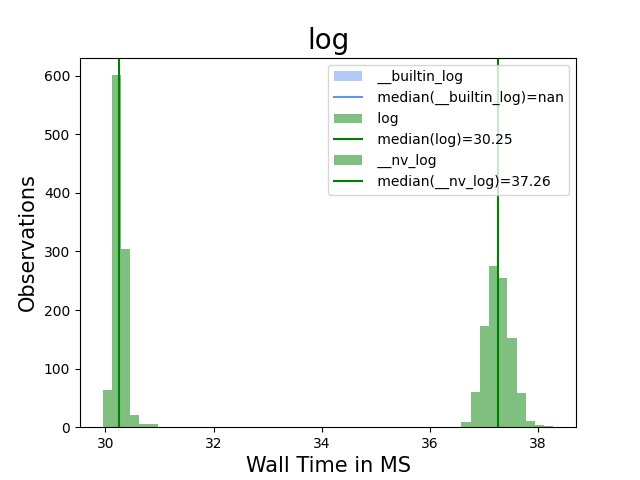 log
600
500
400
300
200
100
0
Observations
__builtin_log
median(__builtin_log)=nan
log
median(log)=30.25
__nv_log
median(__nv_log)=37.26
30 32 34 36 38
Wall Time in MS